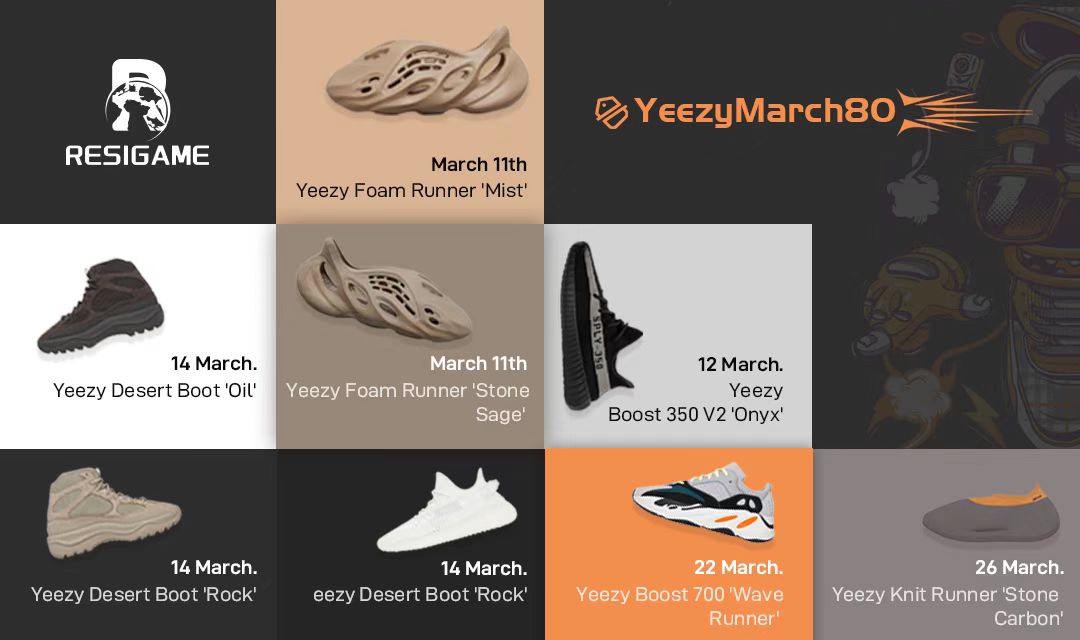 RESIGAME
March 11th
Yeezy Foam Runner 'Mist'
YeezyMarch80
14 March.
Yeezy Desert Boot 'Oil'
March 11th
Yeezy Foam Runner 'Stone
Sage'
SPLY-350
12 March.
Yeezy
Boost 350 V2 'Onyx'
14 March.
Yeezy Desert Boot 'Rock'
14 March.
eezy Desert Boot 'Rock'
22 March.
Yeezy Boost 700 'Wave
Runner'
26 March.
Yeezy Knit Runner 'Stone
Carbon'